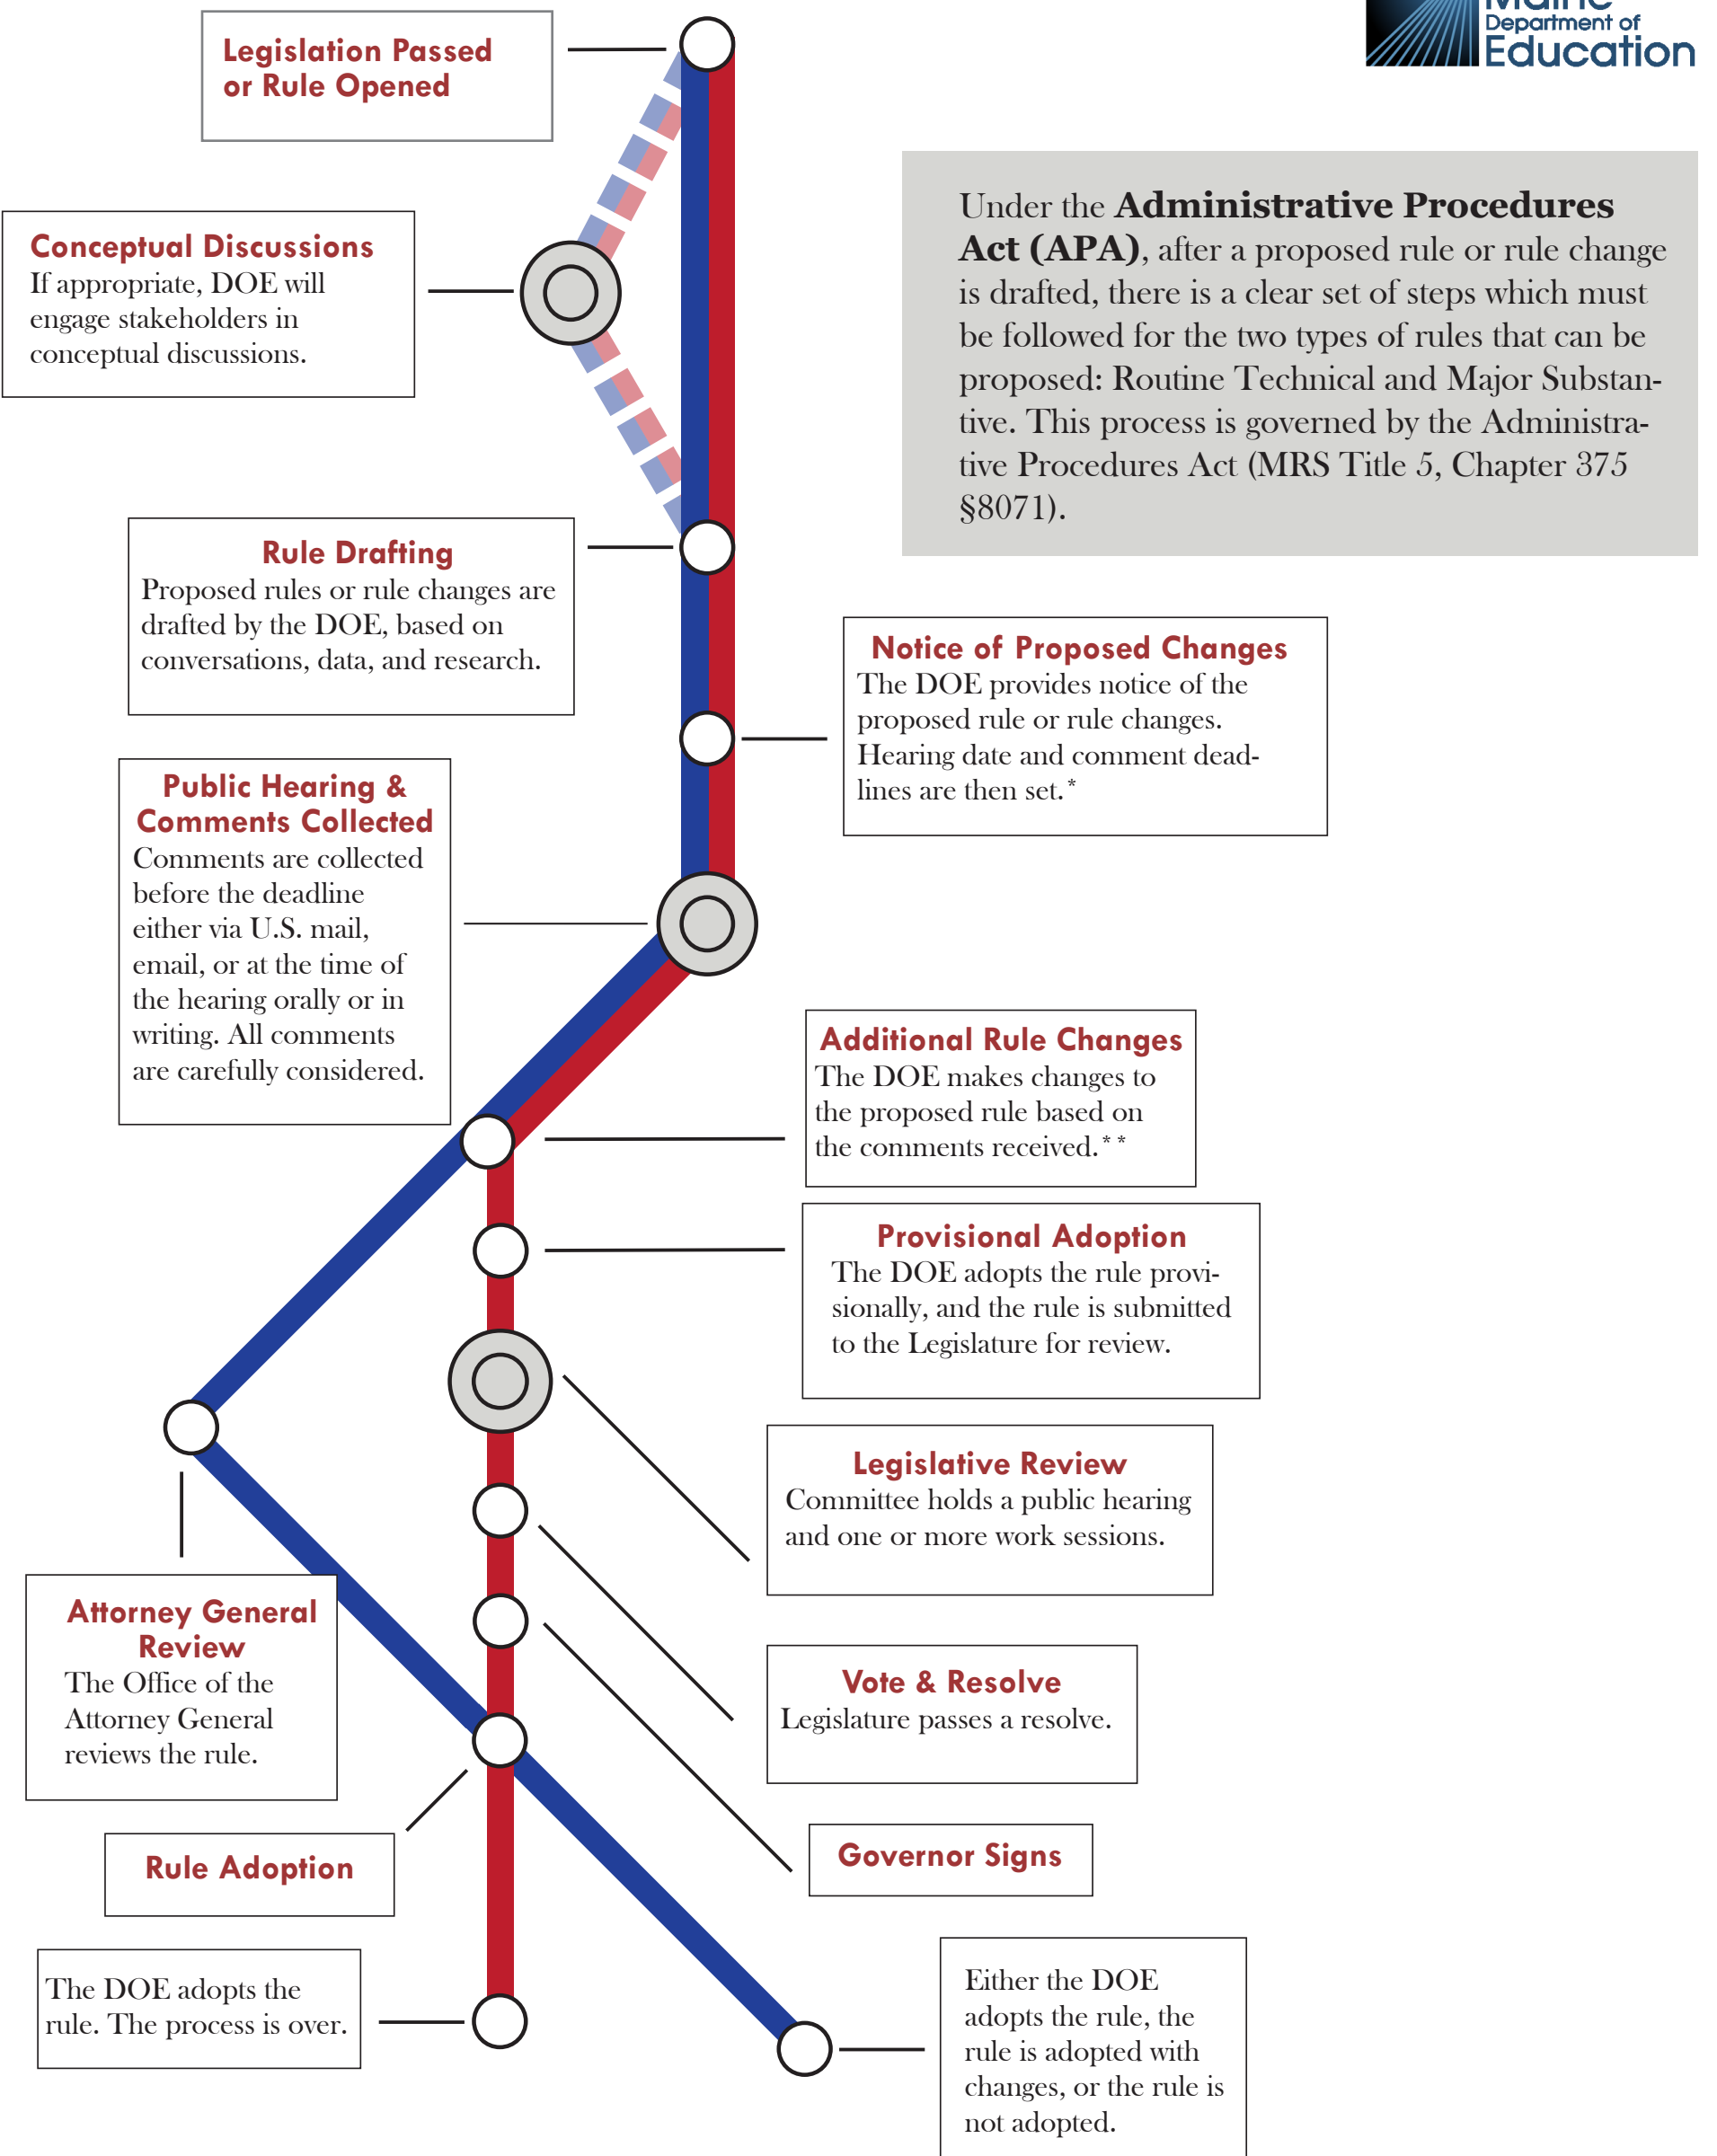 Maine
Department of
Education
Legislation Passed
or Rule Opened
Under the Administrative Procedures
Act (APA), after a proposed rule or rule change
is drafted, there is a clear set of steps which must
be followed for the two types of rules that can be
proposed: Routine Technical and Major Substan-
tive. This process is governed by the Administra-
tive Procedures Act (MRS Title 5, Chapter 375
§8071).
Conceptual Discussions
If appropriate, DOE will
engage stakeholders in
conceptual discussions.
Rule Drafting
Proposed rules or rule changes are
drafted by the DOE, based on
conversations, data, and research.
Notice of Proposed Changes
The DOE provides notice of the
proposed rule or rule changes.
Hearing date and comment dead-
lines are then set.*
Public Hearing &
Comments Collected
Comments are collected
before the deadline
either via U.S. mail,
email, or at the time of
the hearing orally or in
writing. All comments
are carefully considered.
Additional Rule Changes
The DOE makes changes to
the proposed rule based on
the comments received.**
Provisional Adoption
The DOE adopts the rule provi-
sionally, and the rule is submitted
to the Legislature for review.
Legislative Review
Committee holds a public hearing
and one or more work sessions.
Attorney General
Review
The Office of the
Attorney General
reviews the rule.
Vote & Resolve
Legislature passes a resolve.
Governor Signs
Rule Adoption
The DOE adopts the
rule. The process is over.
Either the DOE
adopts the rule, the
rule is adopted with
changes, or the rule is
not adopted.